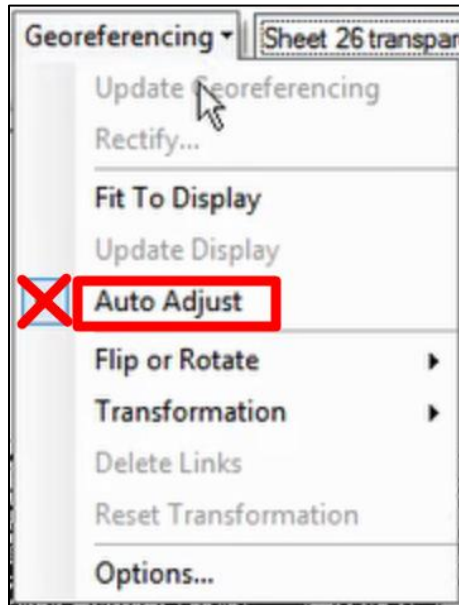 Georeferencing Sheet 26 transpar
Update Georeferencing
Rectify...
Fit To Display
Update Display
Auto Adjust
Flip or Rotate
Transformation
Delete Links
Reset Transformation
Options...